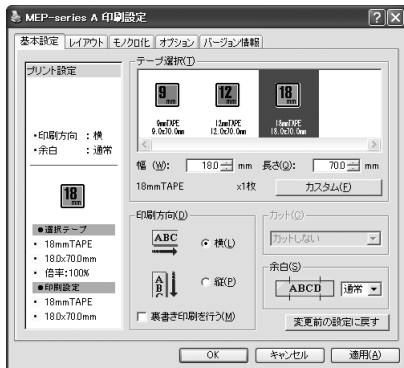 MEP-series A 印刷設定
基本設定 レイアウト モノクロ化 オプション バージョン情報
プリント設定
・印刷方向 ：横
・余白 ：通常
18 mm
●選択テープ
・ 18mmTAPE
・ 18.0x70.0mm
・ 倍率:100%
●印刷設定
・ 18mmTAPE
・ 18.0x70.0mm
テープ選択(T)
9 mm 12 mm 18 mm
9mmTAPE 12mmTAPE 18mmTAPE
9.0x70.0mm 12.0x70.0mm 18.0x70.0mm
幅 (W): 18.0 mm 長さ(Q): 70.0 mm
18mmTAPE x1枚 カスタム(F)
印刷方向(D)
ABC 横(L)
ABC 縦(P)
裏書き印刷を行う(M)
カット(C)
カットしない
余白(S)
ABCD 通常
変更前の設定に戻す
OK キャンセル 適用(A)